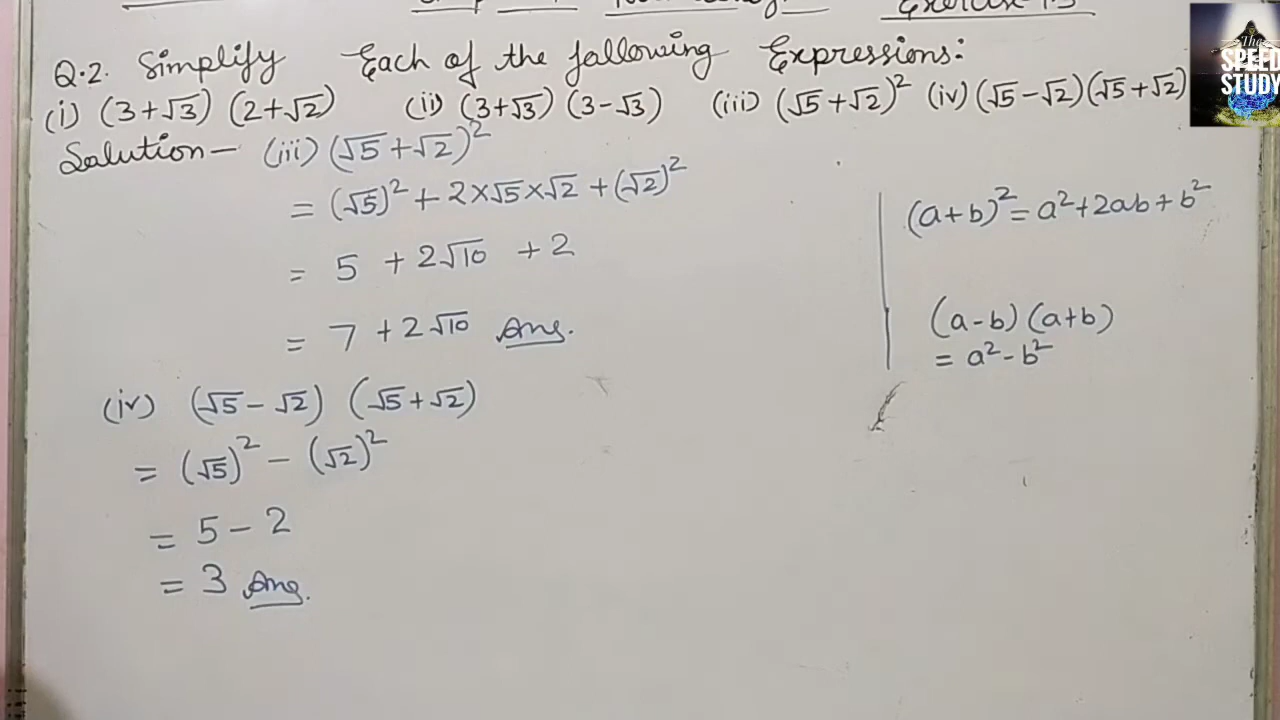 Q.2. Simplify Each of the fallowing Expressions:
(i) (3+√3) (2+√2) (ii) (3+√3) (3-√3) (iii) (√5+√2)² (iv) (√5-√2)(√5+√2)
The SPEED STUDY
Salution- (iii) (√5+√2)²
= (√5)² + 2×√5×√2 + (√2)²
= 5 + 2√10 + 2
= 7 + 2√10 Ans.
(a+b)² = a²+2ab+b²
(a-b) (a+b)
= a²-b²
(iv) (√5-√2) (√5+√2)
= (√5)² - (√2)²
= 5 - 2
= 3 Ans.